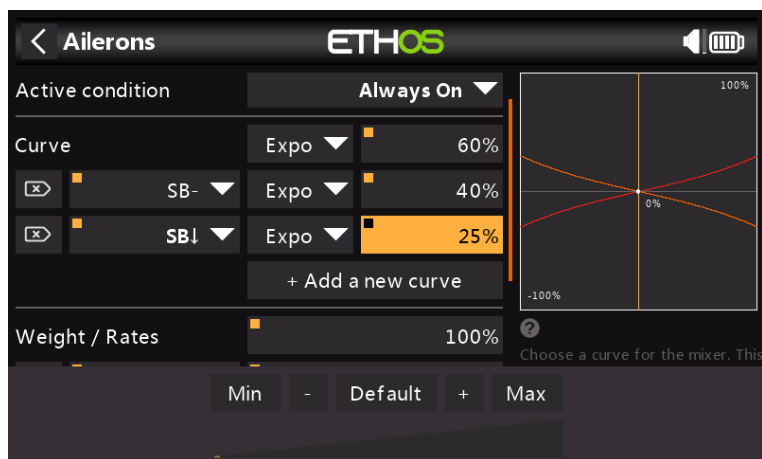 Ailerons
ETHOS
Active condition
Always On
100%
Curve
Expo
60%
SB-
Expo
40%
0%
SB↓
Expo
25%
+ Add a new curve
-100%
Weight / Rates
100%
?
Choose a curve for the mixer. This
Min - Default + Max